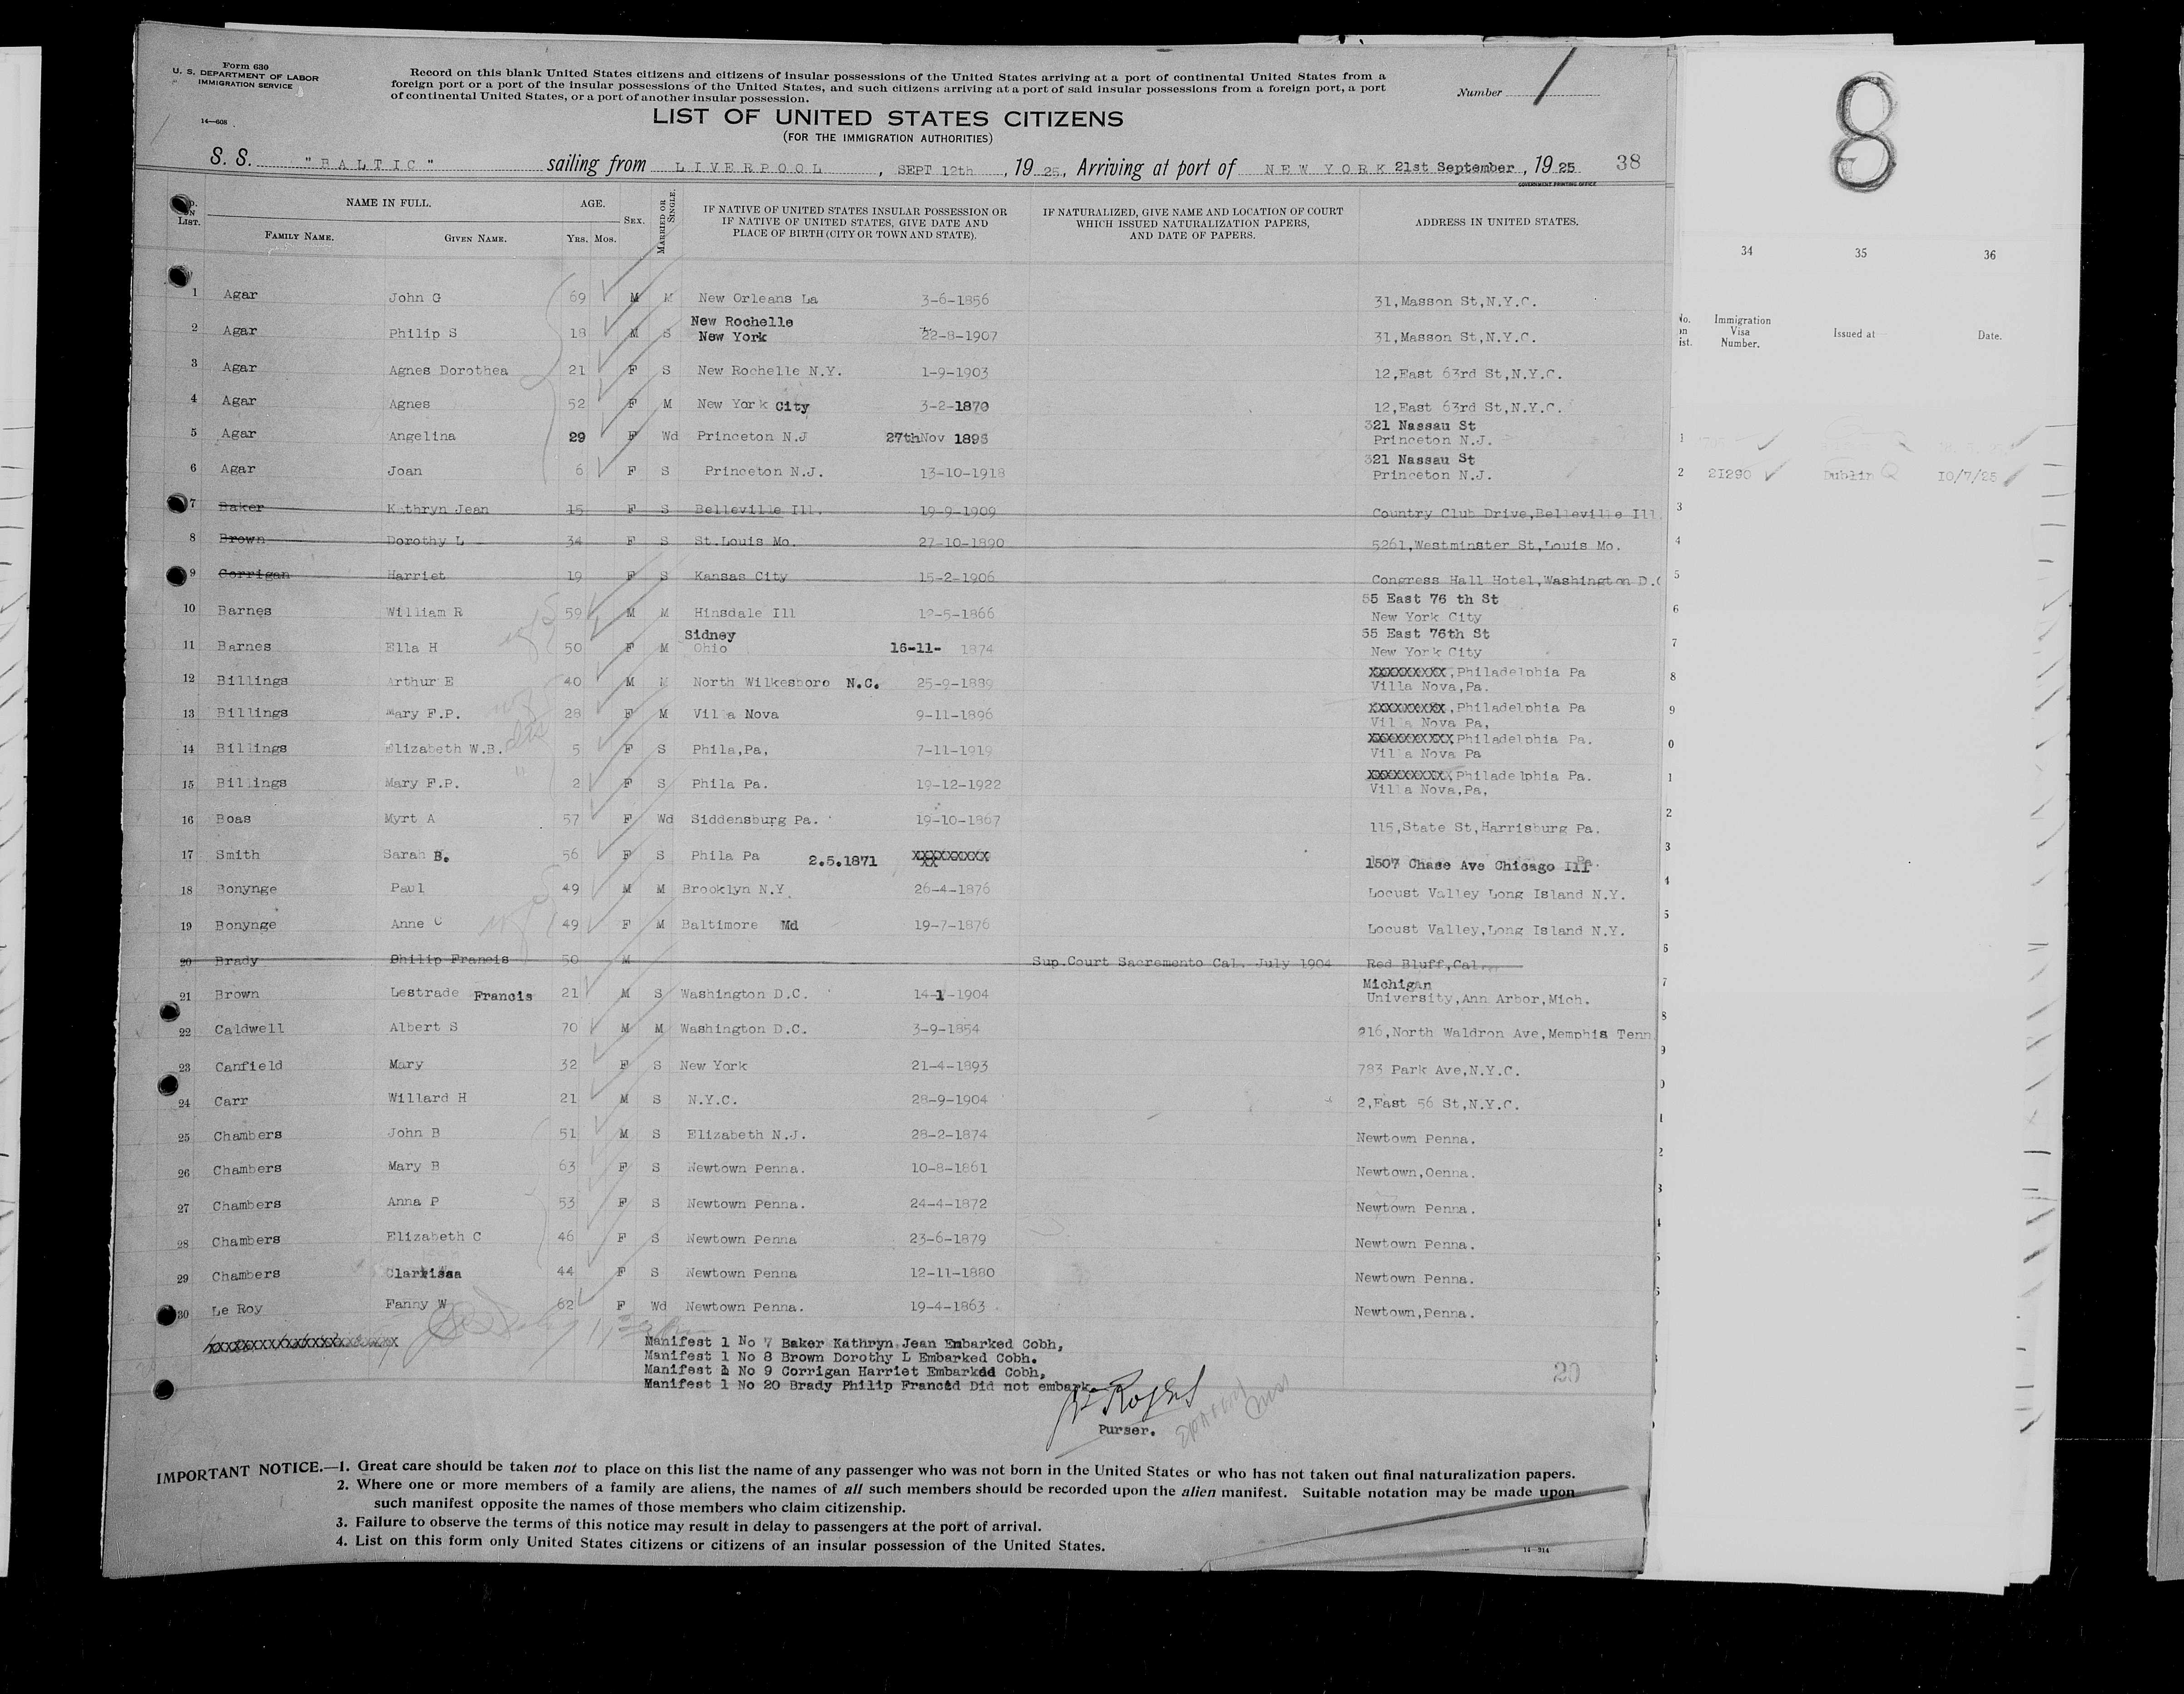 Form 630
U. S. DEPARTMENT OF LABOR
IMMIGRATION SERVICE
14—608
Record on this blank United States citizens and citizens of insular possessions of the United States arriving at a port of continental United States from a
foreign port or a port of the insular possessions of the United States, and such citizens arriving at a port of said insular possessions from a foreign port, a port
of continental United States, or a port of another insular possession.
Number 1
8
LIST OF UNITED STATES CITIZENS
(FOR THE IMMIGRATION AUTHORITIES)
S. S. "BALTIC" sailing from LIVERPOOL, SEPT 12th, 19 25, Arriving at port of NEW YORK 21st September, 19 25 38
GOVERNMENT PRINTING OFFICE
NO. ON LIST. NAME IN FULL. AGE. SEX. MARRIED OR SINGLE. IF NATIVE OF UNITED STATES INSULAR POSSESSION OR IF NATIVE OF UNITED STATES, GIVE DATE AND PLACE OF BIRTH (CITY OR TOWN AND STATE). IF NATURALIZED, GIVE NAME AND LOCATION OF COURT WHICH ISSUED NATURALIZATION PAPERS, AND DATE OF PAPERS. ADDRESS IN UNITED STATES.
FAMILY NAME. GIVEN NAME. YRS. MOS.
34 35 36
No. on list. Immigration Visa Number. Issued at Date.
1 Agar John G 69 M M New Orleans La 3-6-1856 31,Masson St,N.Y.C.
2 Agar Philip S 18 M S New Rochelle New York 22-8-1907 31,Masson St,N.Y.C.
3 Agar Agnes Dorothea 21 F S New Rochelle N.Y. 1-9-1903 12,East 63rd St,N.Y.C.
4 Agar Agnes 52 F M New York City 3-2-1870 12,East 63rd St,N.Y.C.
5 Agar Angelina 29 F Wd Princeton N.J 27thNov 1895 321 Nassau St Princeton N.J.
6 Agar Joan 6 F S Princeton N.J. 13-10-1918 321 Nassau St Princeton N.J.
2 21290 Dublin Q 10/7/25
7 Baker Kathryn Jean 15 F S Belleville Ill. 19-9-1909 Country Club Drive,Belleville Ill.
8 Brown Dorothy L 34 F S St.Louis Mo. 27-10-1890 5261,Westminster St,Louis Mo.
9 Corrigan Harriet 19 F S Kansas City 15-2-1906 Congress Hall Hotel,Washington D.C
10 Barnes William R 59 M M Hinsdale Ill 12-5-1866 55 East 76 th St New York City
11 Barnes Ella H 50 F M Sidney Ohio 16-11- 1874 55 East 76th St New York City
12 Billings Arthur E 40 M M North Wilkesboro N.C. 25-9-1889 XXXXXXXXX,Philadelphia Pa Villa Nova,Pa.
13 Billings Mary F.P. 28 F M Villa Nova 9-11-1896 XXXXXXXXX,Philadelphia Pa Villa Nova Pa,
14 Billings Elizabeth W.B. 5 F S Phila,Pa, 7-11-1919 XXXXXXXXXXPhiladelphia Pa. Villa Nova Pa
15 Billings Mary F.P. 2 F S Phila Pa. 19-12-1922 XXXXXXXXX,Philadelphia Pa. Villa Nova,Pa,
16 Boas Myrt A 57 F Wd Siddensburg Pa. 19-10-1867 115,State St,Harrisburg Pa.
17 Smith Sarah B. 56 F S Phila Pa 2.5.1871 XXXXXXXXX 1507 Chase Ave Chicago Ill
18 Bonynge Paul 49 M M Brooklyn N.Y 26-4-1876 Locust Valley Long Island N.Y.
19 Bonynge Anne C 49 F M Baltimore Md 19-7-1876 Locust Valley,Long Island N.Y.
20 Brady Philip Francis 50 M Sup.Court Sacremento Cal. July 1904 Red Bluff,Cal.
21 Brown Lestrade Francis 21 M S Washington D.C. 14-1-1904 Michigan University,Ann Arbor,Mich.
22 Caldwell Albert S 70 M M Washington D.C. 3-9-1854 216,North Waldron Ave,Memphis Tenn
23 Canfield Mary 32 F S New York 21-4-1893 783 Park Ave,N.Y.C.
24 Carr Willard H 21 M S N.Y.C. 28-9-1904 2,East 56 St,N.Y.C.
25 Chambers John B 51 M S Elizabeth N.J. 28-2-1874 Newtown Penna.
26 Chambers Mary B 63 F S Newtown Penna. 10-8-1861 Newtown,Oenna.
27 Chambers Anna P 53 F S Newtown Penna. 24-4-1872 Newtown Penna.
28 Chambers Elizabeth C 46 F S Newtown Penna 23-6-1879 Newtown Penna.
29 Chambers Clarissa 44 F S Newtown Penna 12-11-1880 Newtown Penna.
30 Le Roy Fanny W 62 F Wd Newtown Penna. 19-4-1863 Newtown,Penna.
Manifest 1 No 7 Baker Kathryn Jean Embarked Cobh,
Manifest 1 No 8 Brown Dorothy L Embarked Cobh.
Manifest 1 No 9 Corrigan Harriet Embarkdd Cobh,
Manifest 1 No 20 Brady Philip Francid Did not embark
20
Purser.
IMPORTANT NOTICE.—1. Great care should be taken not to place on this list the name of any passenger who was not born in the United States or who has not taken out final naturalization papers.
2. Where one or more members of a family are aliens, the names of all such members should be recorded upon the alien manifest. Suitable notation may be made upon
such manifest opposite the names of those members who claim citizenship.
3. Failure to observe the terms of this notice may result in delay to passengers at the port of arrival.
4. List on this form only United States citizens or citizens of an insular possession of the United States.
14—214